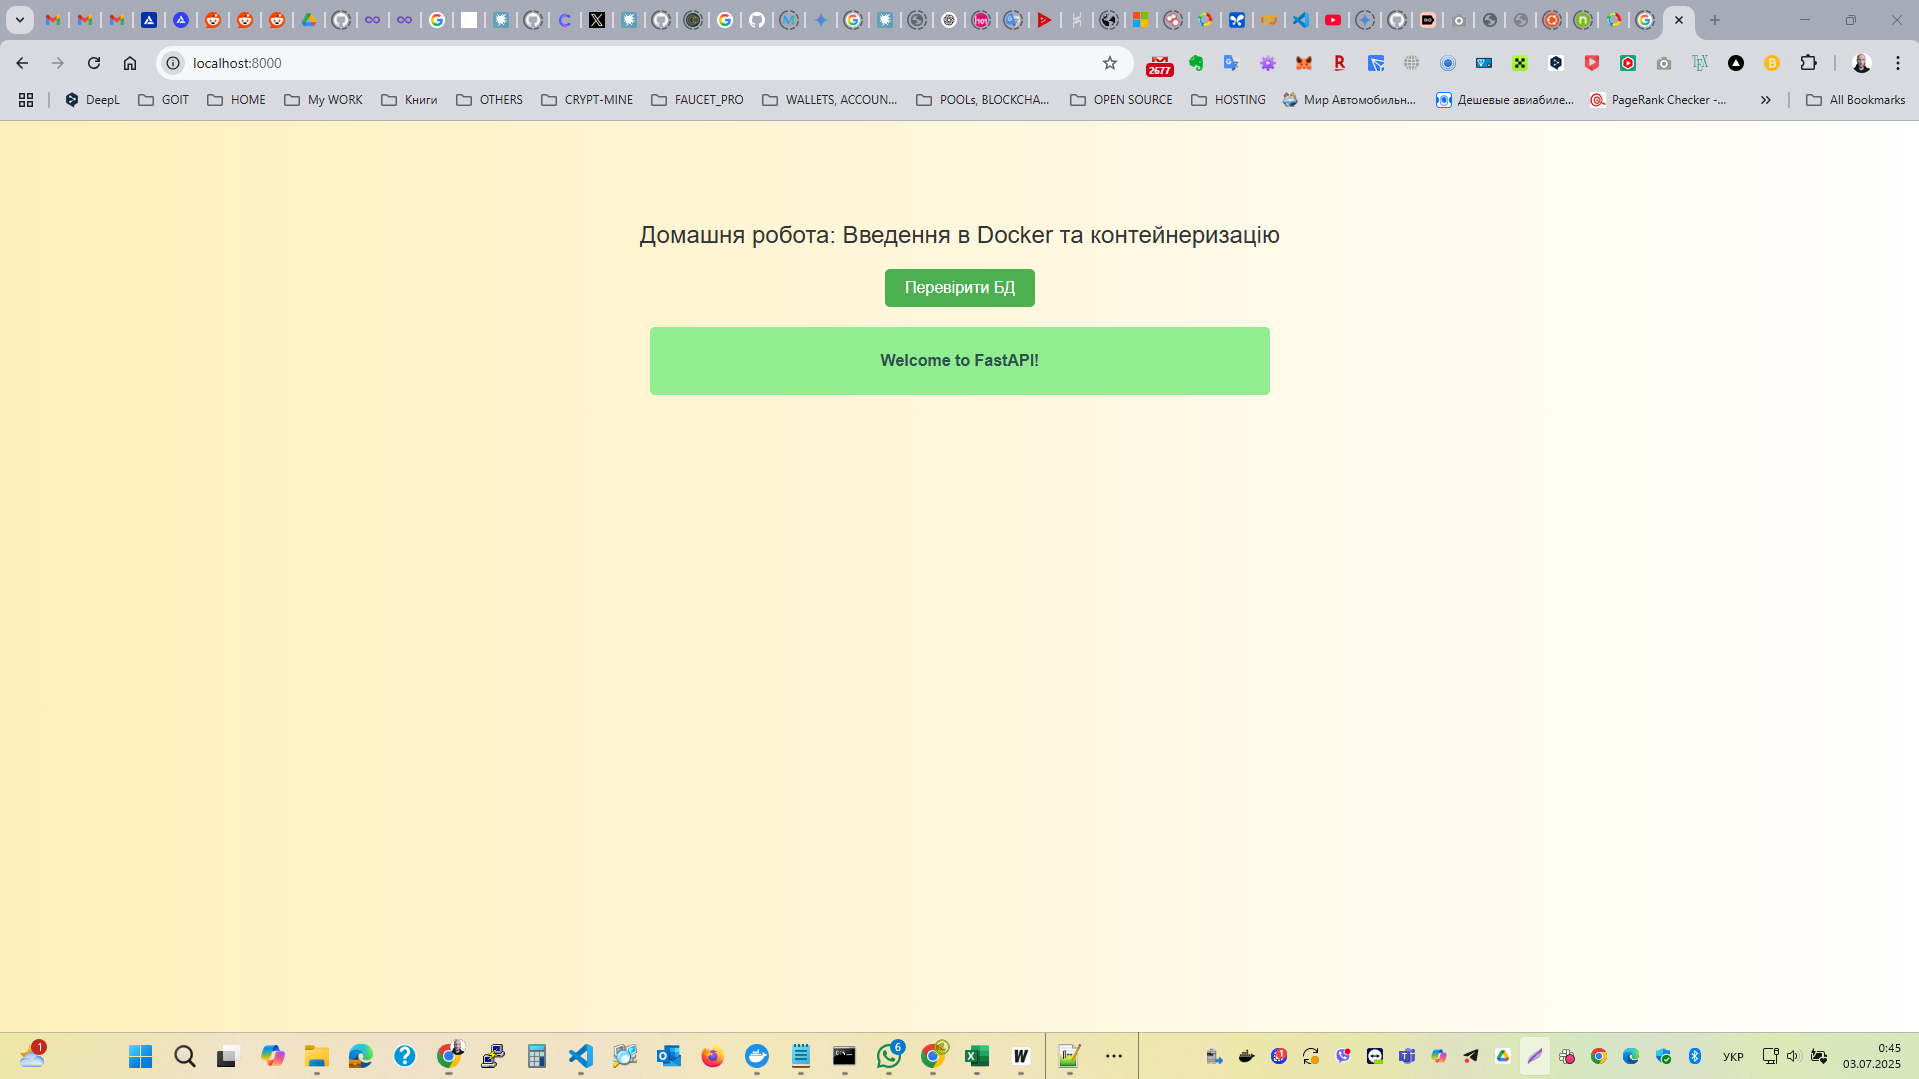 localhost:8000
2677
DeepL
GOIT
HOME
My WORK
Книги
OTHERS
CRYPT-MINE
FAUCET_PRO
WALLETS, ACCOUN...
POOLs, BLOCKCHA...
OPEN SOURCE
HOSTING
Мир Автомобильн...
Дешевые авиабиле...
PageRank Checker -...
All Bookmarks
Домашня робота: Введення в Docker та контейнеризацію
Перевірити БД
Welcome to FastAPI!
1
6
УКР
0:45
03.07.2025